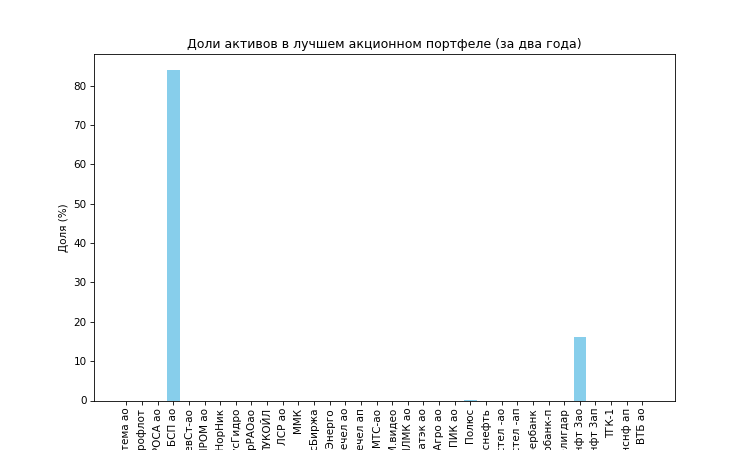 Доли активов в лучшем акционном портфеле (за два года)
Доля (%)
80
70
60
50
40
30
20
10
0
тема ао
рофлот
РОСА ао
БСП ао
евСт-ао
ПРОМ ао
НорНик
сГидро
рРАОао
ЛУКОЙЛ
ЛСР ао
ММК
сБиржа
Энерго
ечел ао
ечел ап
МТС-ао
М.видео
ЛМК ао
атэк ао
Агро ао
ПИК ао
Полюс
снефть
стел -ао
стел -ап
ербанк
рбанк-п
лигдар
нфт 3ао
нфт 3ап
ТГК-1
нснф ап
ВТБ ао